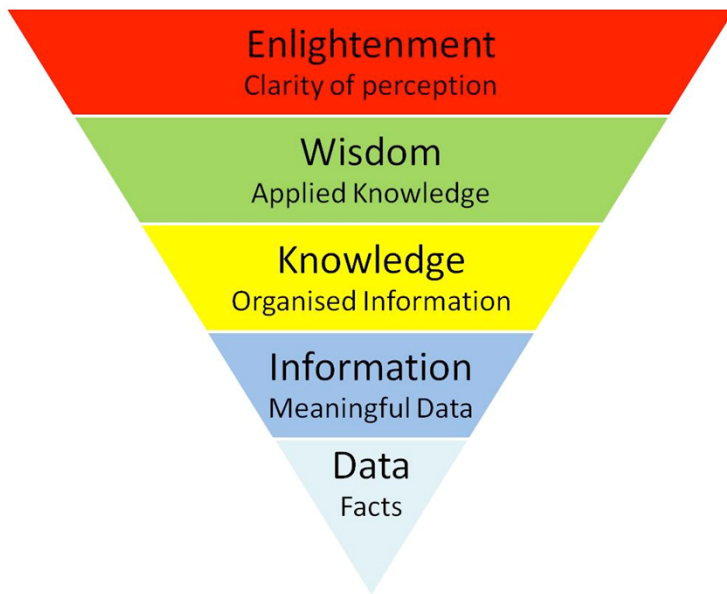 Enlightenment
Clarity of perception
Wisdom
Applied Knowledge
Knowledge
Organised Information
Information
Meaningful Data
Data
Facts